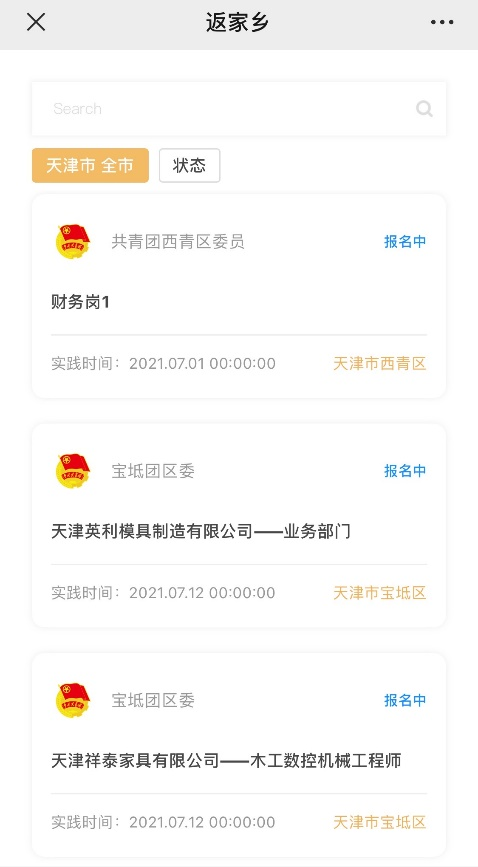 返家乡
Search
天津市 全市 状态
共青团西青区委员 报名中
财务岗1
实践时间：2021.07.01 00:00:00 天津市西青区
宝坻团区委 报名中
天津英利模具制造有限公司——业务部门
实践时间：2021.07.12 00:00:00 天津市宝坻区
宝坻团区委 报名中
天津祥泰家具有限公司——木工数控机械工程师
实践时间：2021.07.12 00:00:00 天津市宝坻区